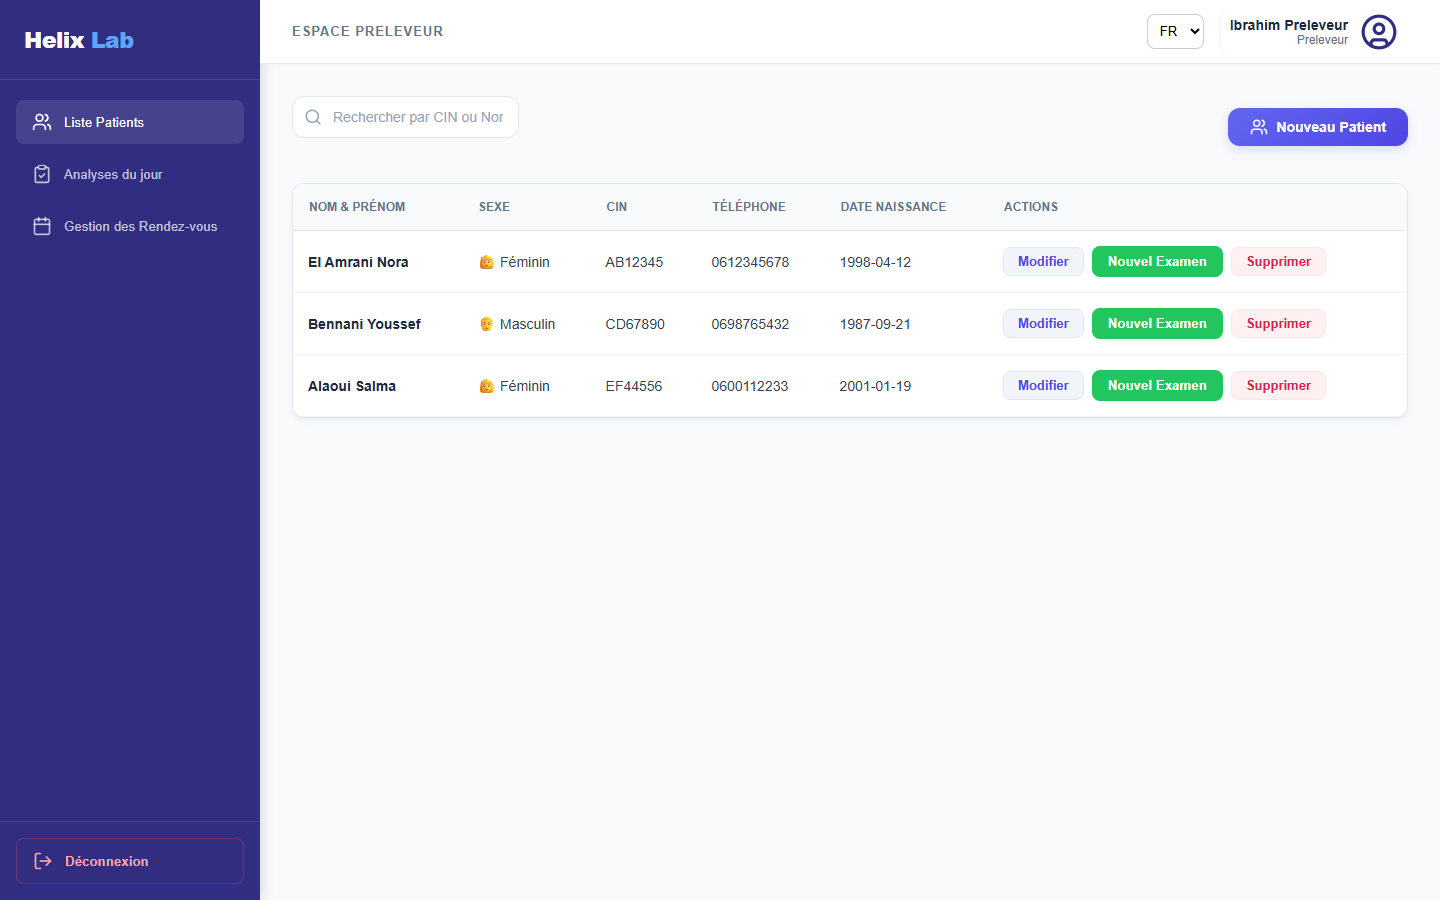 Helix Lab
Liste Patients
Analyses du jour
Gestion des Rendez-vous
Déconnexion
ESPACE PRELEVEUR
FR
Ibrahim Preleveur
Preleveur
Rechercher par CIN ou Nor
Nouveau Patient
NOM & PRÉNOM SEXE CIN TÉLÉPHONE DATE NAISSANCE ACTIONS
El Amrani Nora Féminin AB12345 0612345678 1998-04-12 Modifier Nouvel Examen Supprimer
Bennani Youssef Masculin CD67890 0698765432 1987-09-21 Modifier Nouvel Examen Supprimer
Alaoui Salma Féminin EF44556 0600112233 2001-01-19 Modifier Nouvel Examen Supprimer